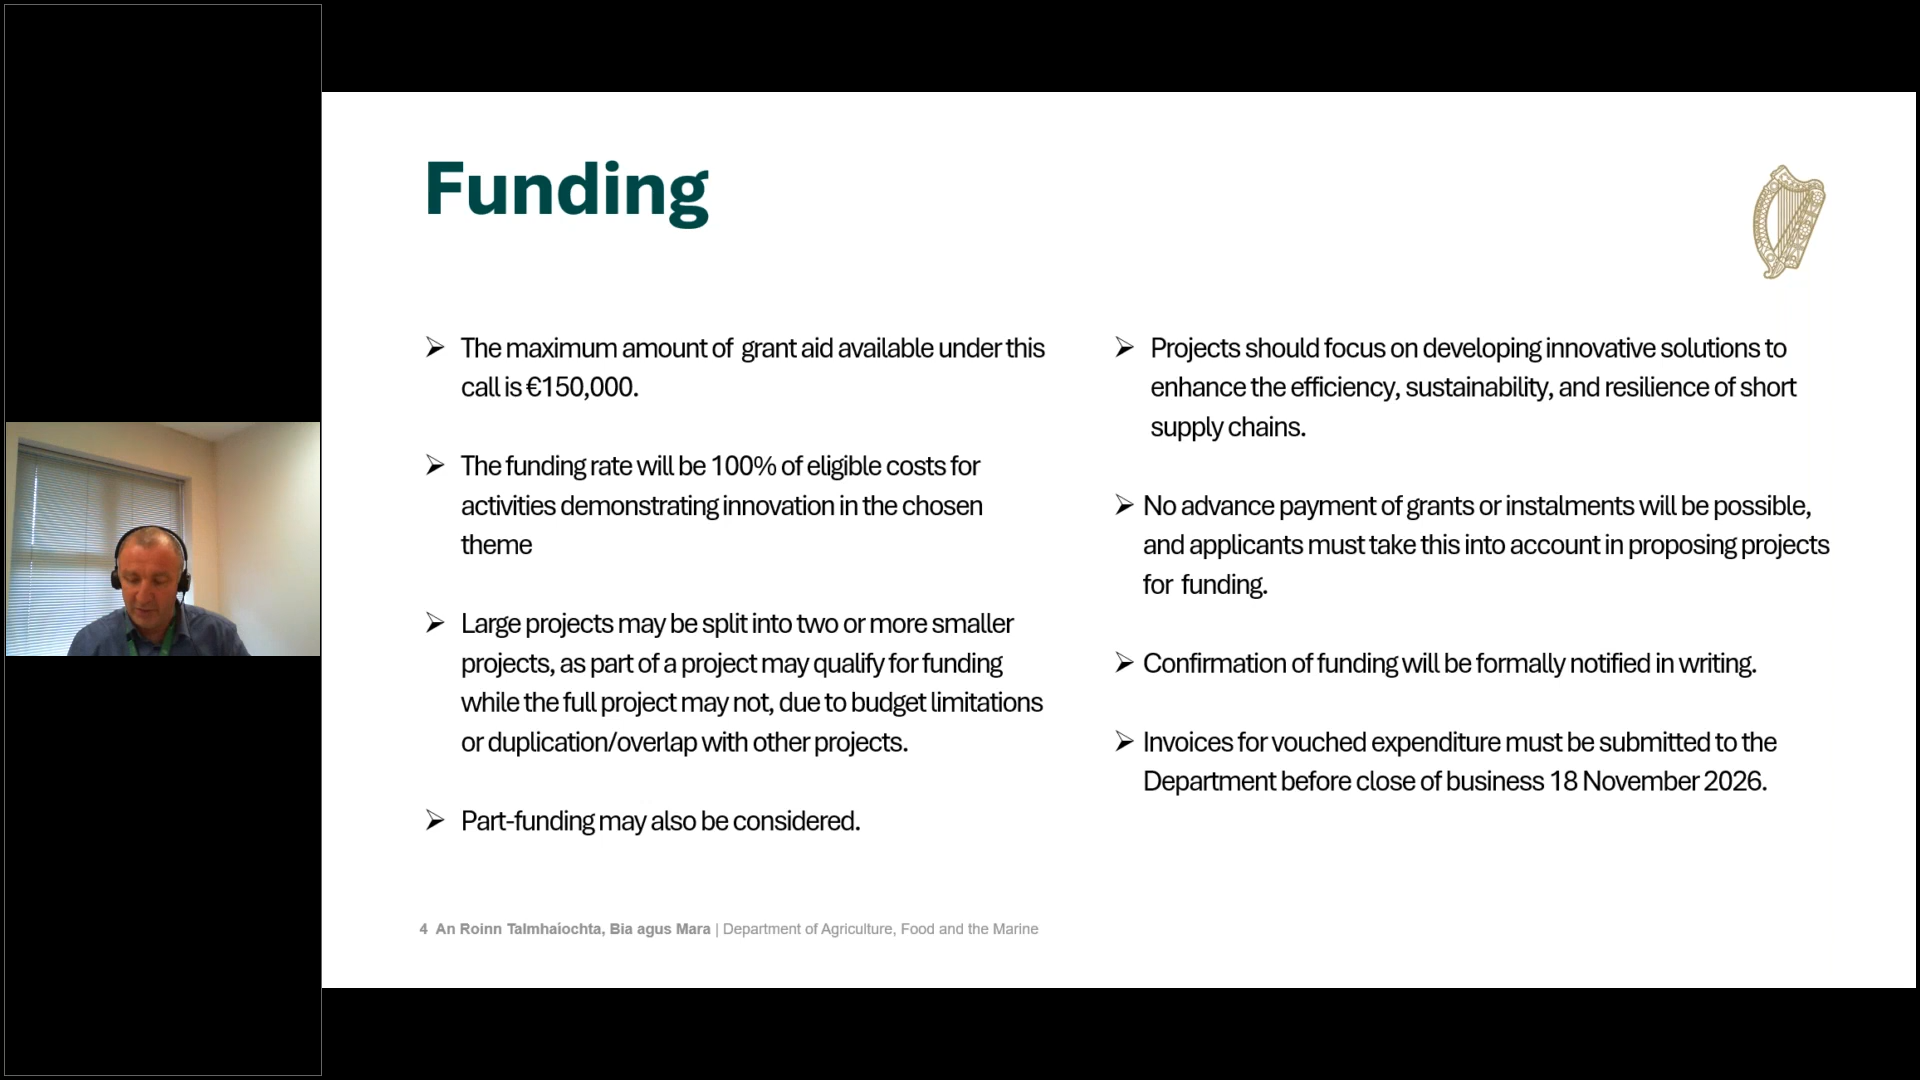 Funding
The maximum amount of grant aid available under this
call is €150,000.
The funding rate will be 100% of eligible costs for
activities demonstrating innovation in the chosen
theme
Large projects may be split into two or more smaller
projects, as part of a project may qualify for funding
while the full project may not, due to budget limitations
or duplication/overlap with other projects.
Part-funding may also be considered.
Projects should focus on developing innovative solutions to
enhance the efficiency, sustainability, and resilience of short
supply chains.
No advance payment of grants or instalments will be possible,
and applicants must take this into account in proposing projects
for funding.
Confirmation of funding will be formally notified in writing.
Invoices for vouched expenditure must be submitted to the
Department before close of business 18 November 2026.
4 An Roinn Talmhaíochta, Bia agus Mara | Department of Agriculture, Food and the Marine